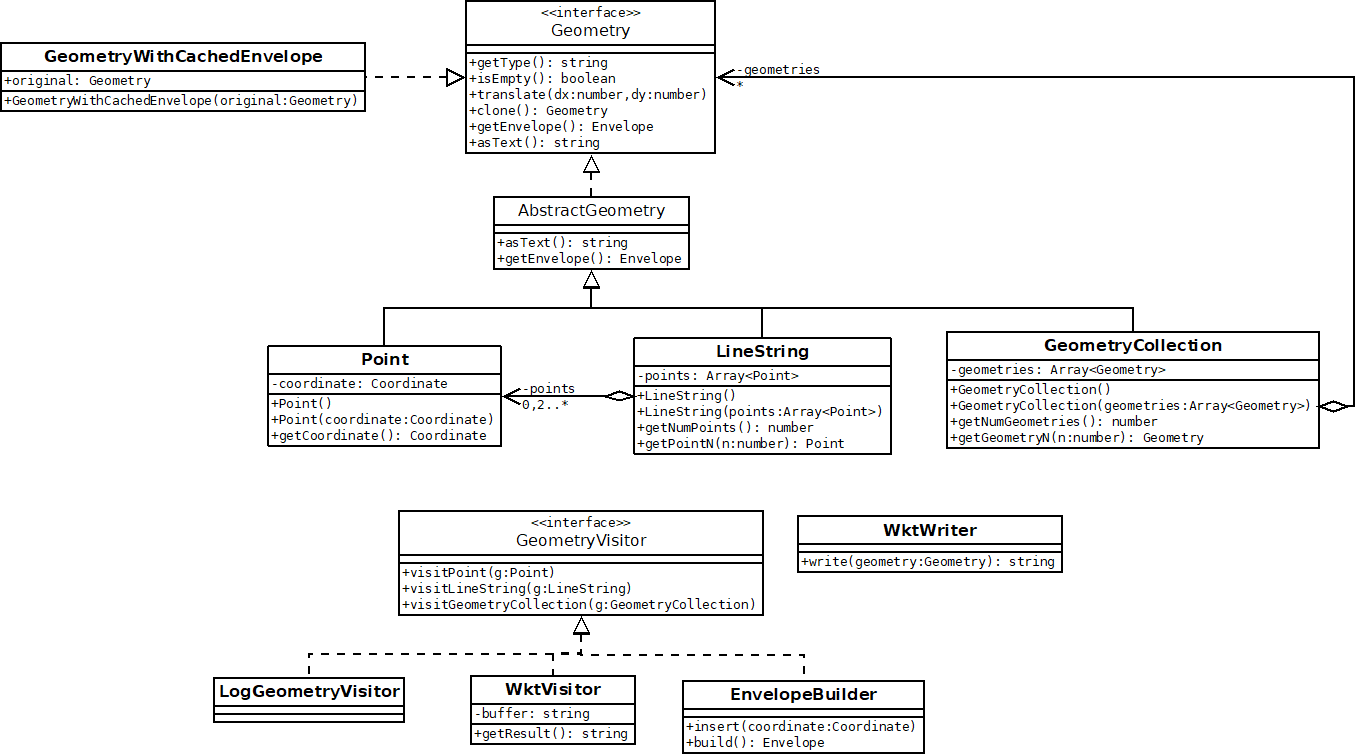 <<interface>>
Geometry
+getType(): string
+isEmpty(): boolean
+translate(dx:number,dy:number)
+clone(): Geometry
+getEnvelope(): Envelope
+asText(): string
GeometryWithCachedEnvelope
+original: Geometry
+GeometryWithCachedEnvelope(original:Geometry)
-geometries
*
AbstractGeometry
+asText(): string
+getEnvelope(): Envelope
Point
-coordinate: Coordinate
+Point()
+Point(coordinate:Coordinate)
+getCoordinate(): Coordinate
-points
0,2..*
LineString
-points: Array<Point>
+LineString()
+LineString(points:Array<Point>)
+getNumPoints(): number
+getPointN(n:number): Point
GeometryCollection
-geometries: Array<Geometry>
+GeometryCollection()
+GeometryCollection(geometries:Array<Geometry>)
+getNumGeometries(): number
+getGeometryN(n:number): Geometry
<<interface>>
GeometryVisitor
+visitPoint(g:Point)
+visitLineString(g:LineString)
+visitGeometryCollection(g:GeometryCollection)
WktWriter
+write(geometry:Geometry): string
LogGeometryVisitor
WktVisitor
-buffer: string
+getResult(): string
EnvelopeBuilder
+insert(coordinate:Coordinate)
+build(): Envelope